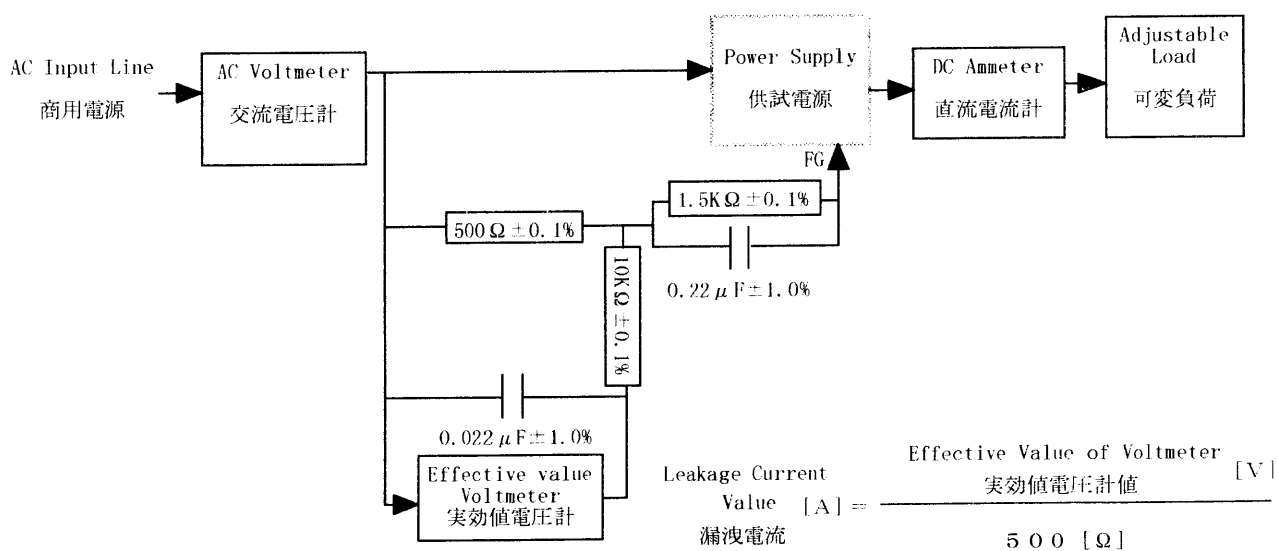 AC Input Line
商用電源
AC Voltmeter
交流電圧計
Power Supply
供試電源
DC Ammeter
直流電流計
Adjustable
Load
可変負荷
FG
1.5KΩ±0.1%
500Ω±0.1%
0.22μF±1.0%
10KΩ±0.1%
0.022μF±1.0%
Effective value
Voltmeter
実効値電圧計
Leakage Current
Value [A] =
漏洩電流
Effective Value of Voltmeter
実効値電圧計値 [V]
500 [Ω]